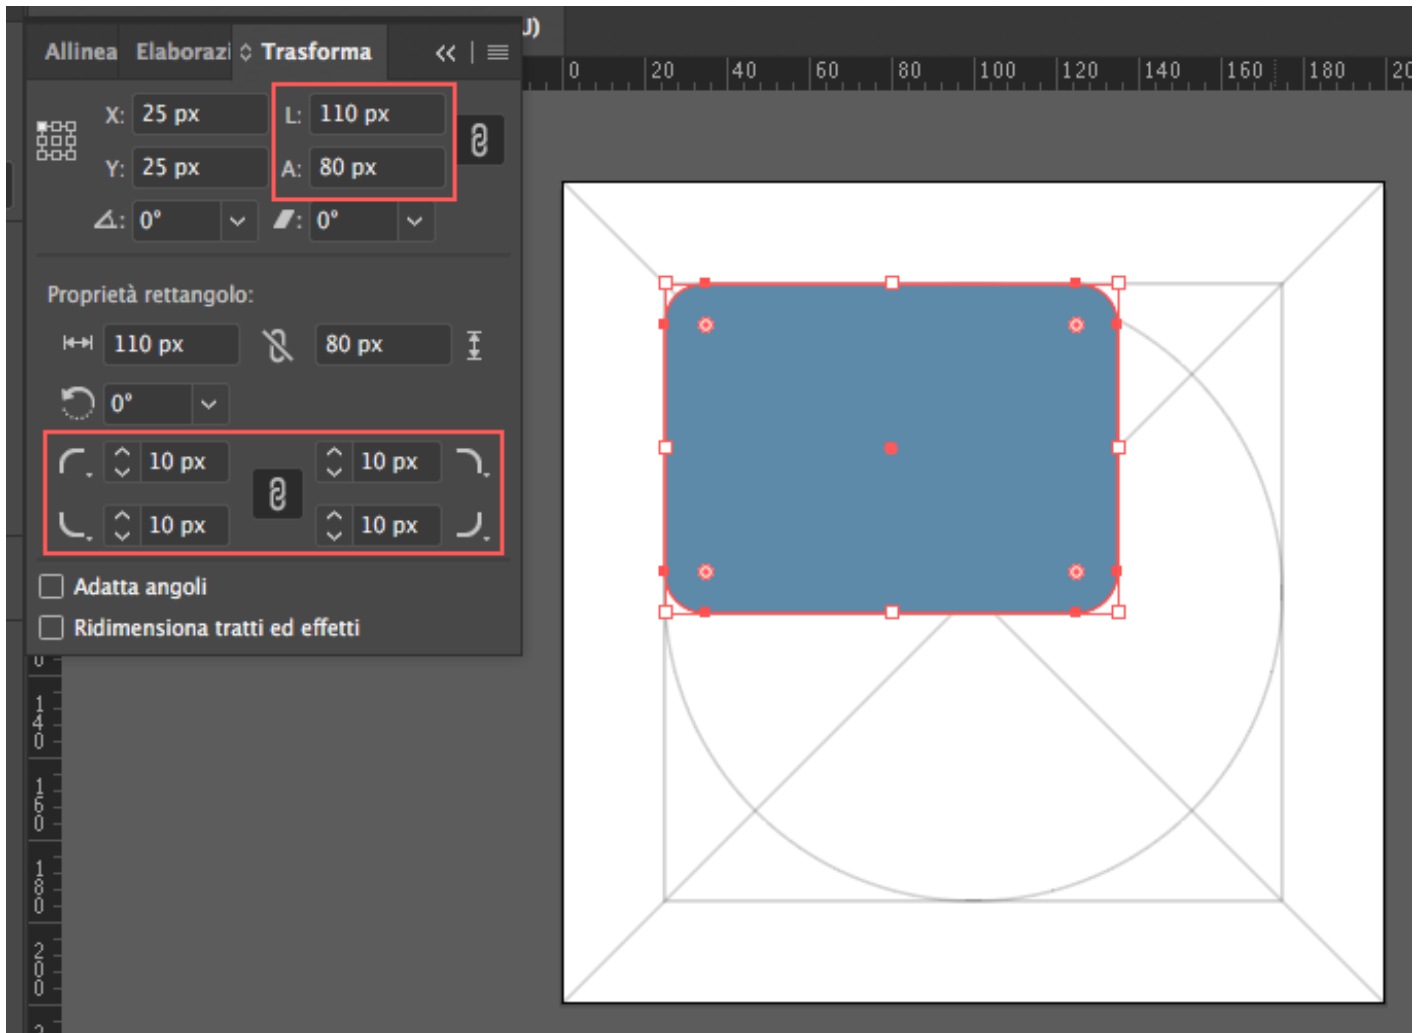 U)
Allinea Elaborazi Trasforma
0 20 40 60 80 100 120 140 160 180
X: 25 px L: 110 px
Y: 25 px A: 80 px
: 0° : 0°
Proprietà rettangolo:
110 px 80 px
0°
10 px 10 px
10 px 10 px
Adatta angoli
Ridimensiona tratti ed effetti
0
140
160
180
200
2